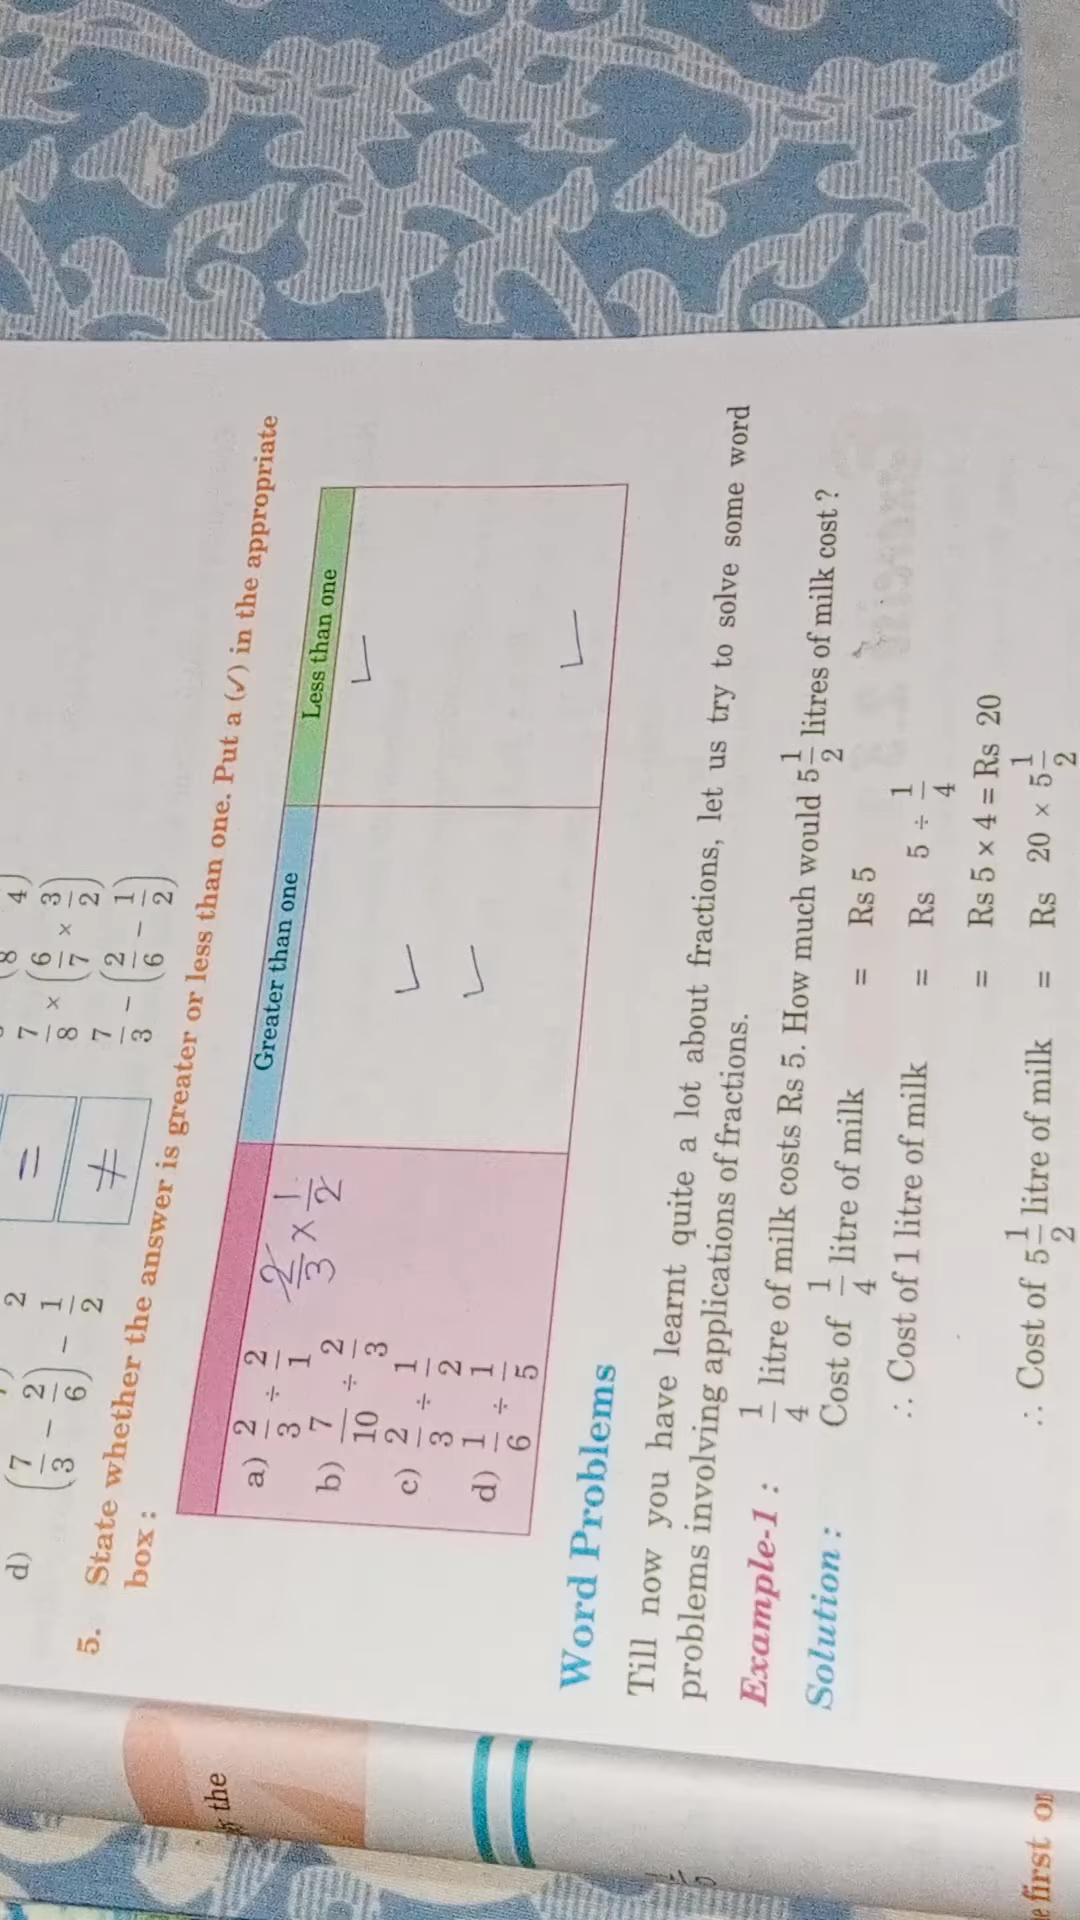 8 4
2 7/8 × (6/7 × 3/2)
=
d) (7/3 − 2/6) − 1/2 ≠ 7/3 − (2/6 − 1/2)
5. State whether the answer is greater or less than one. Put a (✓) in the appropriate
box :
Greater than one Less than one
a) 2/3 ÷ 2/1 2/3 × 1/2 ✓
b) 7/10 ÷ 2/3 ✓
c) 2/3 ÷ 1/2 ✓
d) 1/6 ÷ 1/5 ✓
Word Problems
Till now you have learnt quite a lot about fractions, let us try to solve some word
problems involving applications of fractions.
Example-1 : 1/4 litre of milk costs Rs 5. How much would 5 1/2 litres of milk cost ?
Solution : Cost of 1/4 litre of milk = Rs 5
∴ Cost of 1 litre of milk = Rs 5 ÷ 1/4
= Rs 5 × 4 = Rs 20
∴ Cost of 5 1/2 litre of milk = Rs 20 × 5 1/2
the
first